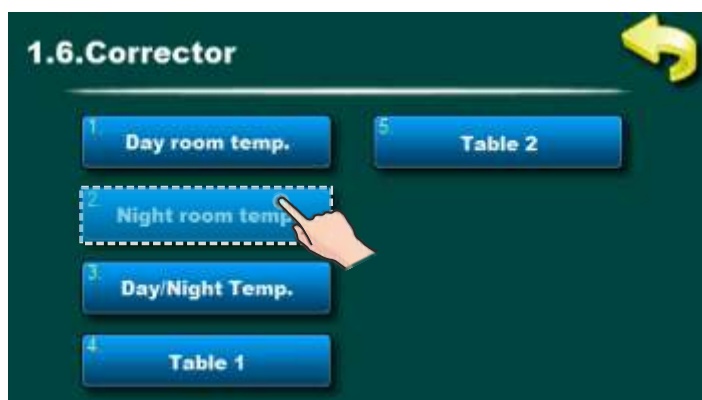 1.6.Corrector
1. Day room temp.
2. Night room temp
3. Day/Night Temp.
4. Table 1
5. Table 2